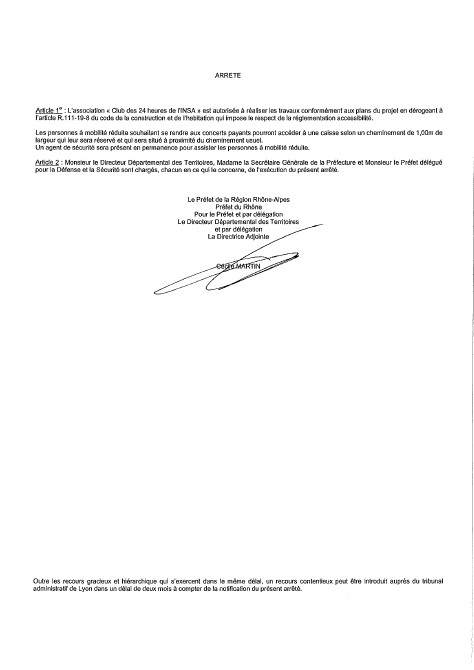 ARRETE
Article 1er : L'association « Club des 24 heures de l'INSA » est autorisée à réaliser les travaux conformément aux plans du projet en dérogeant à
l'article R.111-19-8 du code de la construction et de l'habitation qui impose le respect de la réglementation accessibilité.
Les personnes à mobilité réduite souhaitant se rendre aux concerts payants pourront accéder à une caisse selon un cheminement de 1,00m de
largeur qui leur sera réservé et qui sera situé à proximité du cheminement usuel.
Un agent de sécurité sera présent en permanence pour assister les personnes à mobilité réduite.
Article 2 : Monsieur le Directeur Départemental des Territoires, Madame la Secrétaire Générale de la Préfecture et Monsieur le Préfet délégué
pour la Défense et la Sécurité sont chargés, chacun en ce qui le concerne, de l'exécution du présent arrêté.
Le Préfet de la Région Rhône-Alpes
Préfet du Rhône
Pour le Préfet et par délégation
Le Directeur Départemental des Territoires
et par délégation
La Directrice Adjointe
Cécile MARTIN
Outre les recours gracieux et hiérarchique qui s'exercent dans le même délai, un recours contentieux peut être introduit auprès du tribunal
administratif de Lyon dans un délai de deux mois à compter de la notification du présent arrêté.